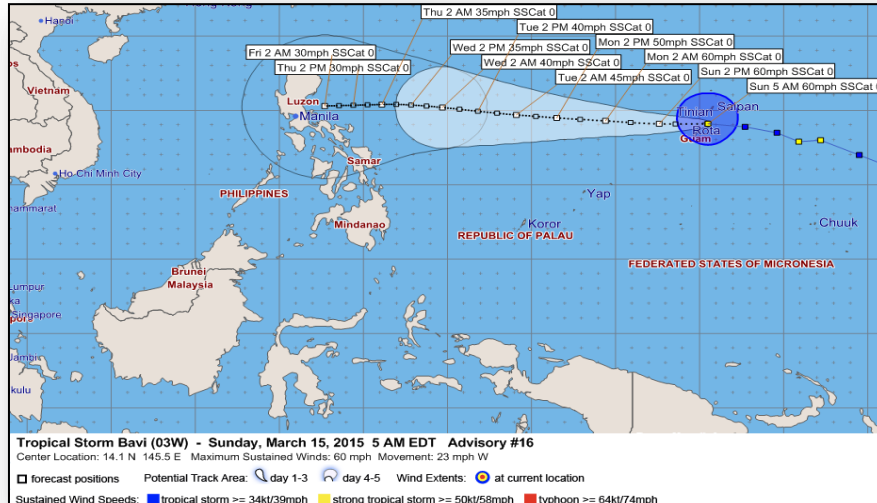 Hanoi
Thu 2 AM 35mph SSCat 0
Tue 2 PM 40mph SSCat 0
Fri 2 AM 30mph SSCat 0
Wed 2 PM 35mph SSCat 0
Mon 2 PM 50mph SSCat 0
Thu 2 PM 30mph SSCat 0
Wed 2 AM 40mph SSCat 0
Mon 2 AM 60mph SSCat 0
Tue 2 AM 45mph SSCat 0
Sun 2 PM 60mph SSCat 0
Sun 5 AM 60mph SSCat 0
Vietnam
Luzon
Manila
Saipan
Tinian
Rota
Guam
ambodia
Ho Chi Minh City
Samar
PHILIPPINES
Yap
nammarat
Mindanao
Koror
Chuuk
REPUBLIC OF PALAU
FEDERATED STATES OF MICRONESIA
Brunei
Malaysia
Lumpur
ka
Singapore
Jambi
kulu
Tropical Storm Bavi (03W) - Sunday, March 15, 2015 5 AM EDT Advisory #16
Center Location: 14.1 N 145.5 E Maximum Sustained Winds: 60 mph Movement: 23 mph W
forecast positions Potential Track Area: day 1-3 day 4-5 Wind Extents: at current location
Sustained Wind Speeds: tropical storm >= 34kt/39mph strong tropical storm >= 50kt/58mph typhoon >= 64kt/74mph